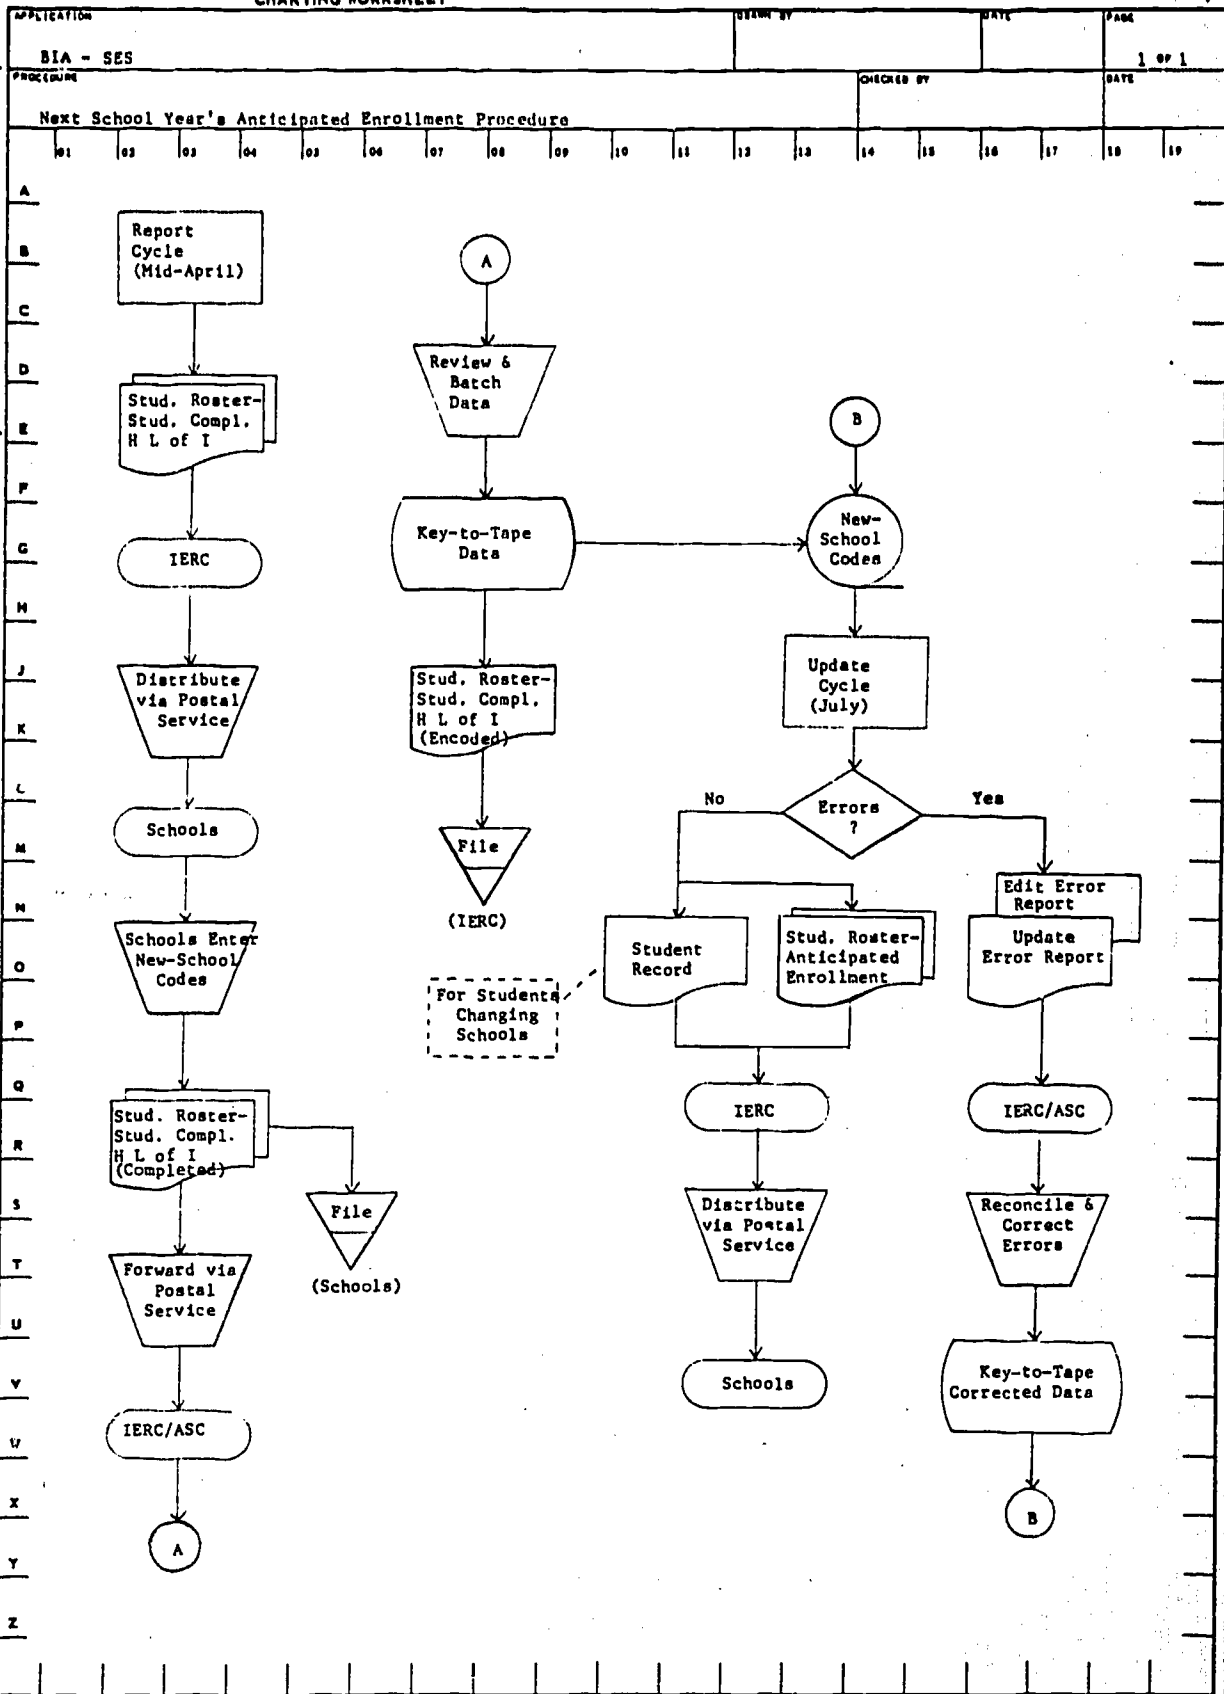 CHARTING WORKSHEET
APPLICATION
DRAWN BY
DATE
PAGE
BIA - SES
1 OF 1
PROCEDURE
CHECKED BY
DATE
Next School Year's Anticipated Enrollment Procedure
01 02 03 04 05 06 07 08 09 10 11 12 13 14 15 16 17 18 19
A
B
C
D
E
F
G
H
J
K
L
M
N
O
P
Q
R
S
T
U
V
W
X
Y
Z
Report
Cycle
(Mid-April)
Stud. Roster-
Stud. Compl.
H L of I
IERC
Distribute
via Postal
Service
Schools
Schools Enter
New-School
Codes
Stud. Roster-
Stud. Compl.
H L of I
(Completed)
File
(Schools)
Forward via
Postal
Service
IERC/ASC
A
A
Review &
Batch
Data
Key-to-Tape
Data
Stud. Roster-
Stud. Compl.
H L of I
(Encoded)
File
(IERC)
B
New-
School
Codes
Update
Cycle
(July)
Errors
?
No
Yes
Student
Record
For Students
Changing
Schools
Stud. Roster-
Anticipated
Enrollment
IERC
Distribute
via Postal
Service
Schools
Edit Error
Report
Update
Error Report
IERC/ASC
Reconcile &
Correct
Errors
Key-to-Tape
Corrected Data
B